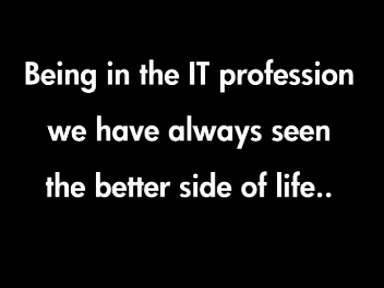 Being in the IT profession
we have always seen
the better side of life..